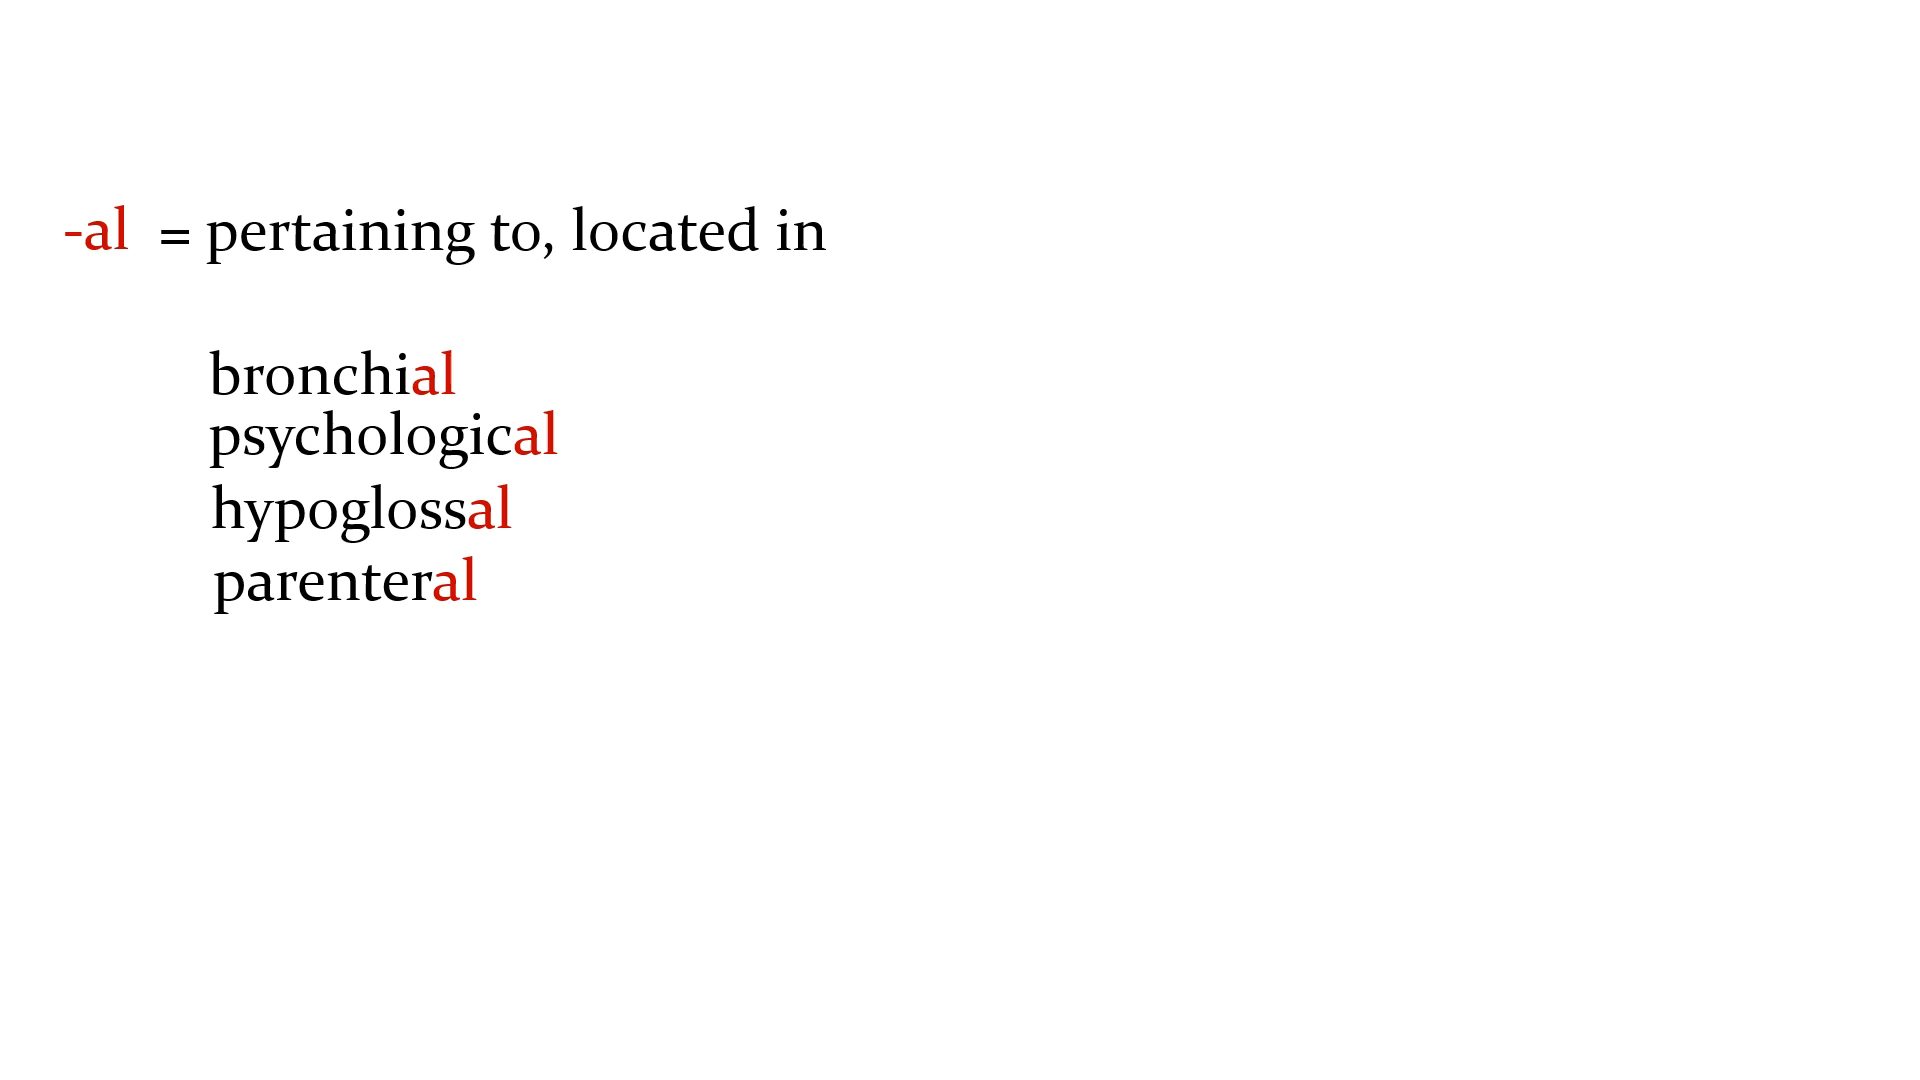 -al = pertaining to, located in
bronchial
psychological
hypoglossal
parenteral